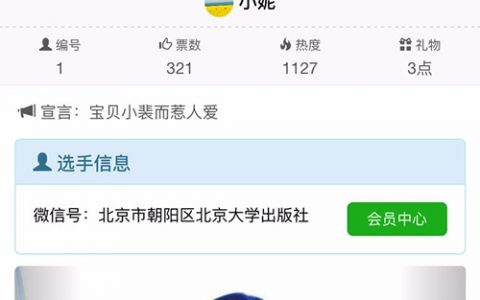 小妮
编号 票数 热度 礼物
1 321 1127 3点
宣言：宝贝小裴而惹人爱
选手信息
微信号：北京市朝阳区北京大学出版社
会员中心